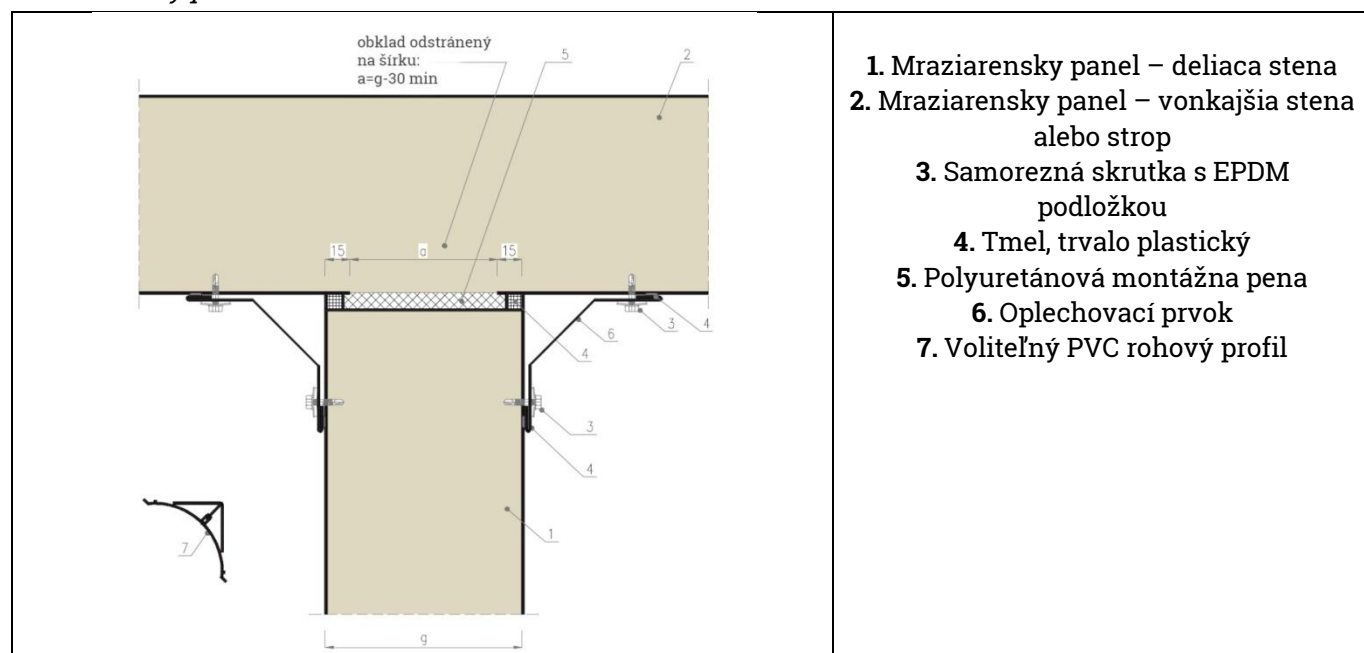 obklad odstránený
na šírku:
a=g-30 min
5
2
15
a
15
4
3
6
4
3
4
1
7
g
1. Mraziarensky panel – deliaca stena
2. Mraziarensky panel – vonkajšia stena
alebo strop
3. Samorezná skrutka s EPDM
podložkou
4. Tmel, trvalo plastický
5. Polyuretánová montážna pena
6. Oplechovací prvok
7. Voliteľný PVC rohový profil